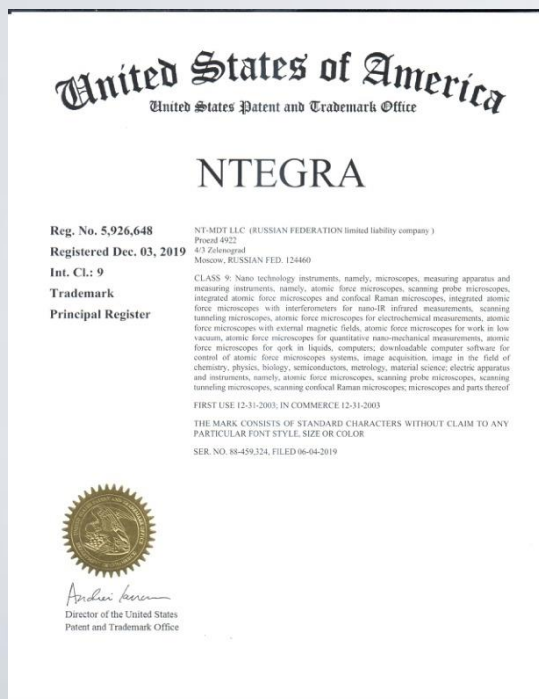 United States of America
United States Patent and Trademark Office
NTEGRA
Reg. No. 5,926,648
Registered Dec. 03, 2019
Int. Cl.: 9
Trademark
Principal Register
NT-MDT LLC (RUSSIAN FEDERATION limited liability company )
Proezd 4922
4/3 Zelenograd
Moscow, RUSSIAN FED. 124460
CLASS 9: Nano technology instruments, namely, microscopes, measuring apparatus and
measuring instruments, namely, atomic force microscopes, scanning probe microscopes,
integrated atomic force microscopes and confocal Raman microscopes, integrated atomic
force microscopes with interferometers for nano-IR infrared measurements, scanning
tunneling microscopes, atomic force microscopes for electrochemical measurements, atomic
force microscopes with external magnetic fields, atomic force microscopes for work in low
vacuum, atomic force microscopes for quantitative nano-mechanical measurements, atomic
force microscopes for qork in liquids, computers; downloadable computer software for
control of atomic force microscopes systems, image acquisition, image in the field of
chemistry, physics, biology, semiconductors, metrology, material science; electric apparatus
and instruments, namely, atomic force microscopes, scanning probe microscopes, scanning
tunneling microscopes, scanning confocal Raman microscopes; microscopes and parts thereof
FIRST USE 12-31-2003; IN COMMERCE 12-31-2003
THE MARK CONSISTS OF STANDARD CHARACTERS WITHOUT CLAIM TO ANY
PARTICULAR FONT STYLE, SIZE OR COLOR
SER. NO. 88-459,324, FILED 06-04-2019
Director of the United States
Patent and Trademark Office